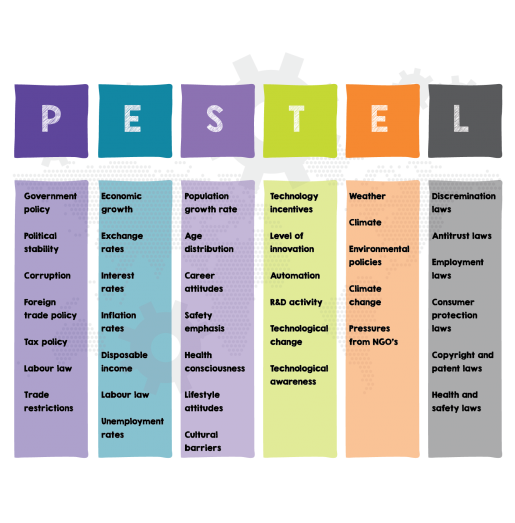 P E S T E L
Government
policy
Political
stability
Corruption
Foreign
trade policy
Tax policy
Labour law
Trade
restrictions
Economic
growth
Exchange
rates
Interest
rates
Inflation
rates
Disposable
income
Labour law
Unemployment
rates
Population
growth rate
Age
distribution
Career
attitudes
Safety
emphasis
Health
consciousness
Lifestyle
attitudes
Cultural
barriers
Technology
incentives
Level of
innovation
Automation
R&D activity
Technological
change
Technological
awareness
Weather
Climate
Environmental
policies
Climate
change
Pressures
from NGO's
Discremination
laws
Antitrust laws
Employment
laws
Consumer
protection
laws
Copyright and
patent laws
Health and
safety laws